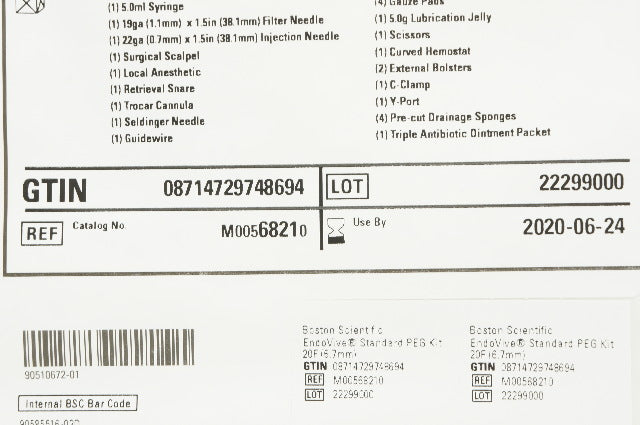 (1) 5.0ml Syringe
(1) 19ga (1.1mm) x 1.5in (38.1mm) Filter Needle
(1) 22ga (0.7mm) x 1.5in (38.1mm) Injection Needle
(1) Surgical Scalpel
(1) Local Anesthetic
(1) Retrieval Snare
(1) Trocar Cannula
(1) Seldinger Needle
(1) Guidewire
(4) Gauze Pads
(1) 5.0g Lubrication Jelly
(1) Scissors
(1) Curved Hemostat
(2) External Bolsters
(1) C-Clamp
(1) Y-Port
(4) Pre-cut Drainage Sponges
(1) Triple Antibiotic Ointment Packet
GTIN 08714729748694
LOT 22299000
REF Catalog No. M00568210
Use By 2020-06-24
90510672-01
Internal BSC Bar Code
Boston Scientific
EndoVive® Standard PEG Kit
20F (6.7mm)
GTIN 08714729748694
REF M00568210
LOT 22299000
Boston Scientific
EndoVive® Standard PEG Kit
20F (6.7mm)
GTIN 08714729748694
REF M00568210
LOT 22299000